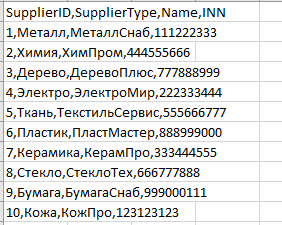 SupplierID,SupplierType,Name,INN
1,Металл,МеталлСнаб,111222333
2,Химия,ХимПром,444555666
3,Дерево,ДеревоПлюс,777888999
4,Электро,ЭлектроМир,222333444
5,Ткань,ТекстильСервис,555666777
6,Пластик,ПластМастер,888999000
7,Керамика,КерамПро,333444555
8,Стекло,СтеклоТех,666777888
9,Бумага,БумагаСнаб,999000111
10,Кожа,КожПро,123123123